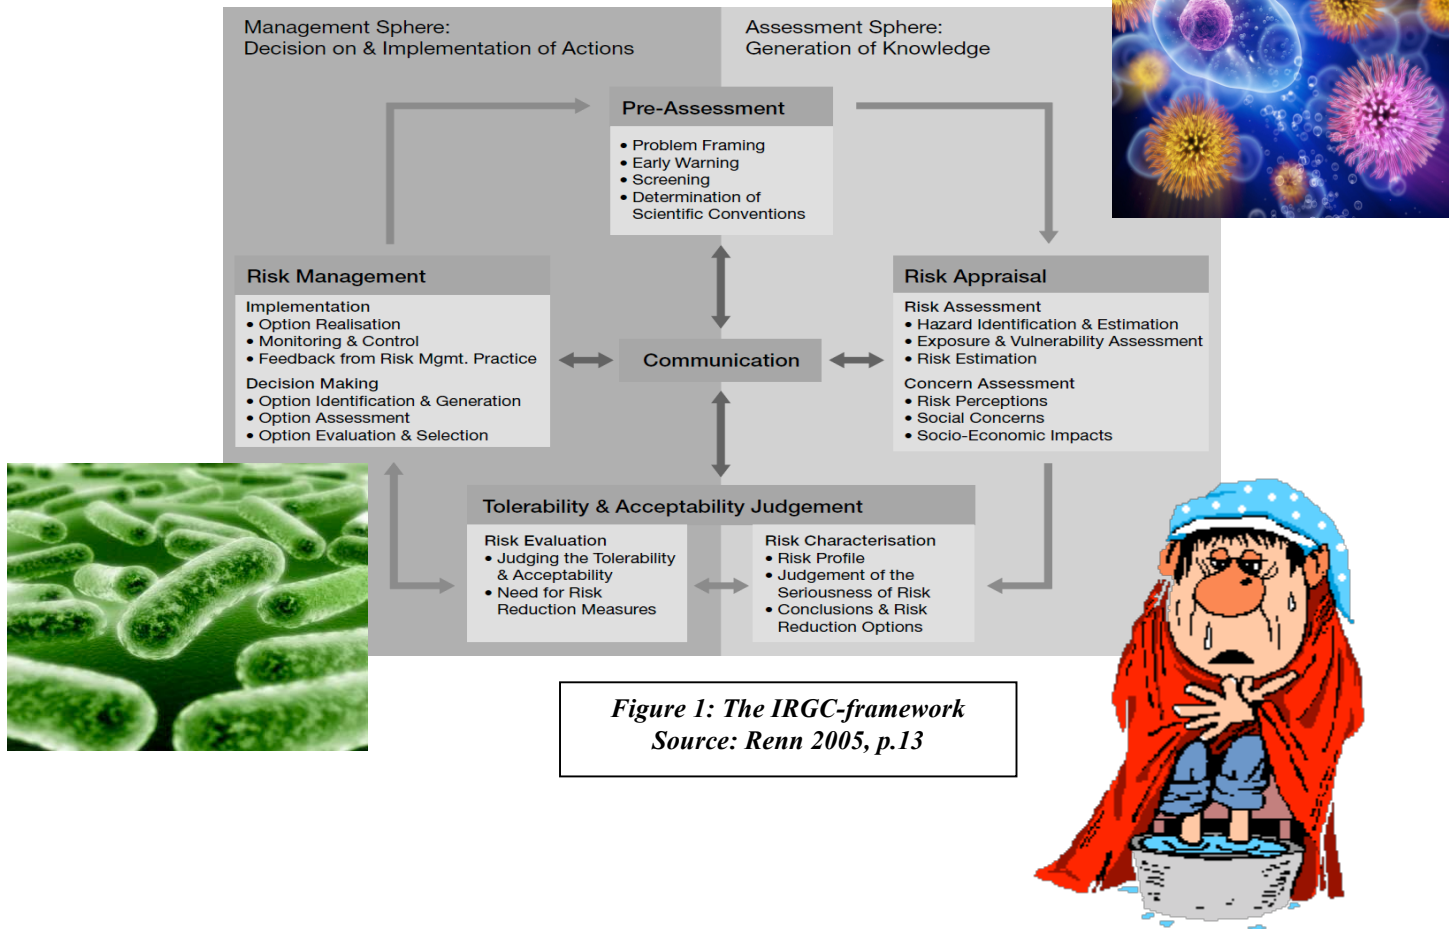 Management Sphere:
Decision on & Implementation of Actions
Assessment Sphere:
Generation of Knowledge
Pre-Assessment
• Problem Framing
• Early Warning
• Screening
• Determination of
Scientific Conventions
Risk Management
Implementation
• Option Realisation
• Monitoring & Control
• Feedback from Risk Mgmt. Practice
Decision Making
• Option Identification & Generation
• Option Assessment
• Option Evaluation & Selection
Communication
Risk Appraisal
Risk Assessment
• Hazard Identification & Estimation
• Exposure & Vulnerability Assessment
• Risk Estimation
Concern Assessment
• Risk Perceptions
• Social Concerns
• Socio-Economic Impacts
Tolerability & Acceptability Judgement
Risk Evaluation
• Judging the Tolerability
& Acceptability
• Need for Risk
Reduction Measures
Risk Characterisation
• Risk Profile
• Judgement of the
Seriousness of Risk
• Conclusions & Risk
Reduction Options
Figure 1: The IRGC-framework
Source: Renn 2005, p.13